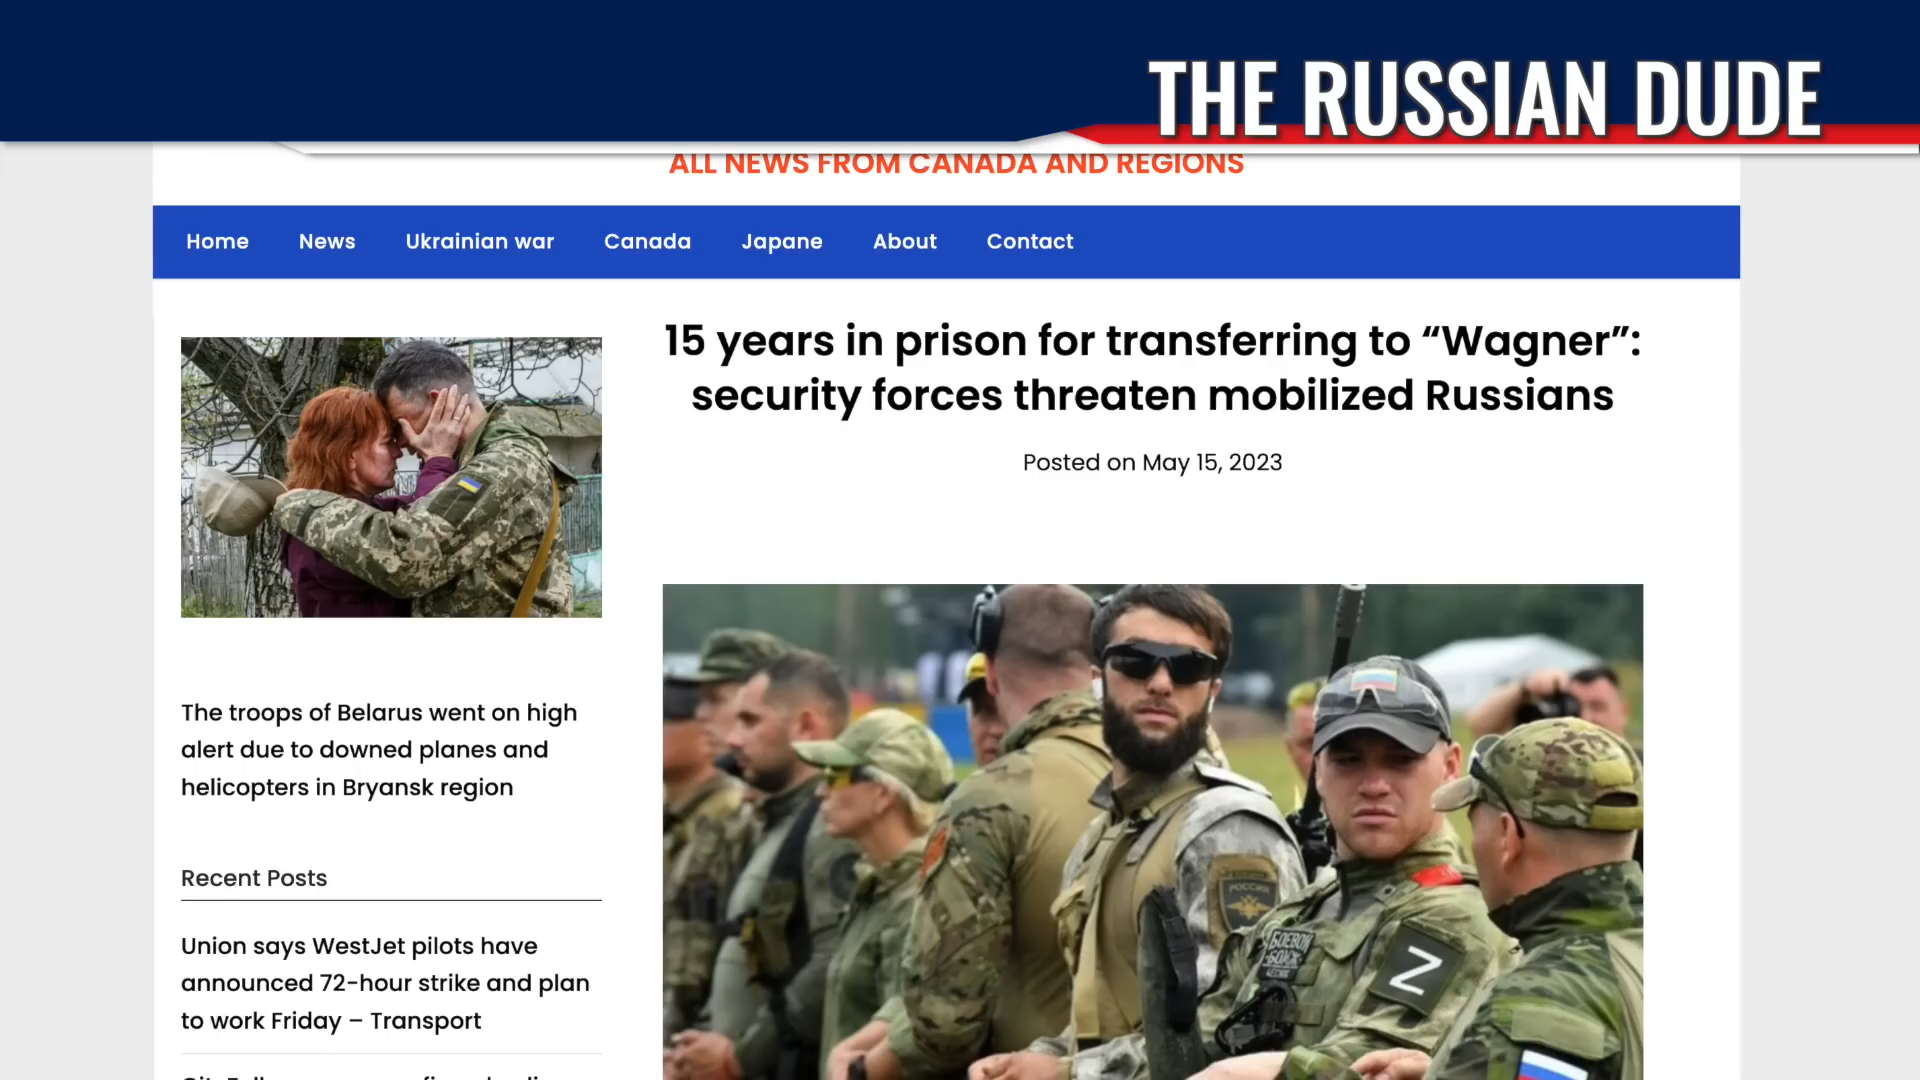 THE RUSSIAN DUDE
ALL NEWS FROM CANADA AND REGIONS
Home News Ukrainian war Canada Japane About Contact
15 years in prison for transferring to “Wagner”:
security forces threaten mobilized Russians
Posted on May 15, 2023
The troops of Belarus went on high
alert due to downed planes and
helicopters in Bryansk region
Recent Posts
Union says WestJet pilots have
announced 72-hour strike and plan
to work Friday – Transport
РОССИЯ
Z